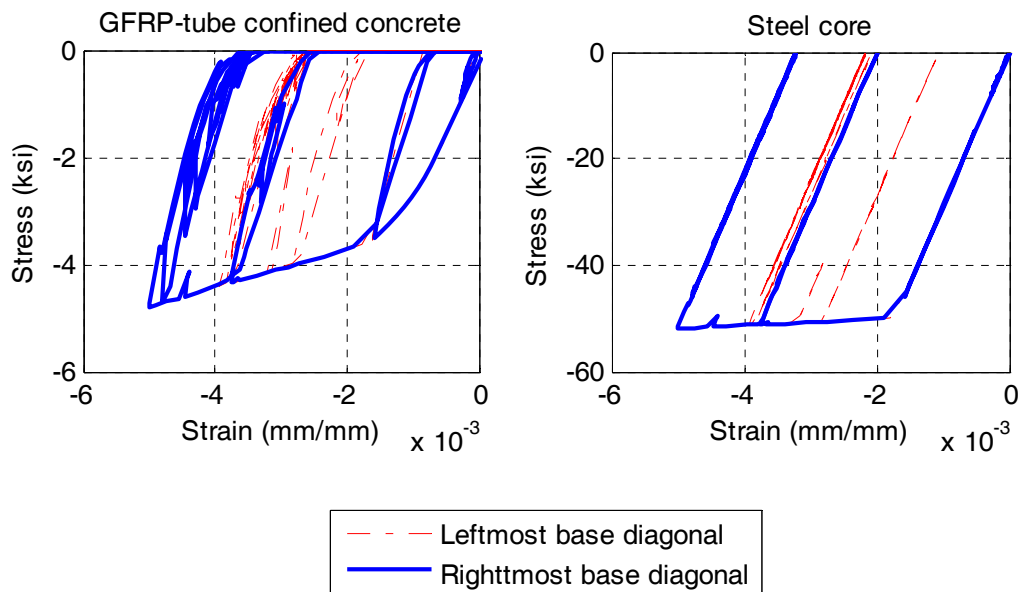 GFRP-tube confined concrete
Steel core
0
-2
-4
-6
Stress (ksi)
-6 -4 -2 0
Strain (mm/mm) x 10-3
0
-20
-40
-60
Stress (ksi)
-6 -4 -2 0
Strain (mm/mm) x 10-3
Leftmost base diagonal
Righttmost base diagonal